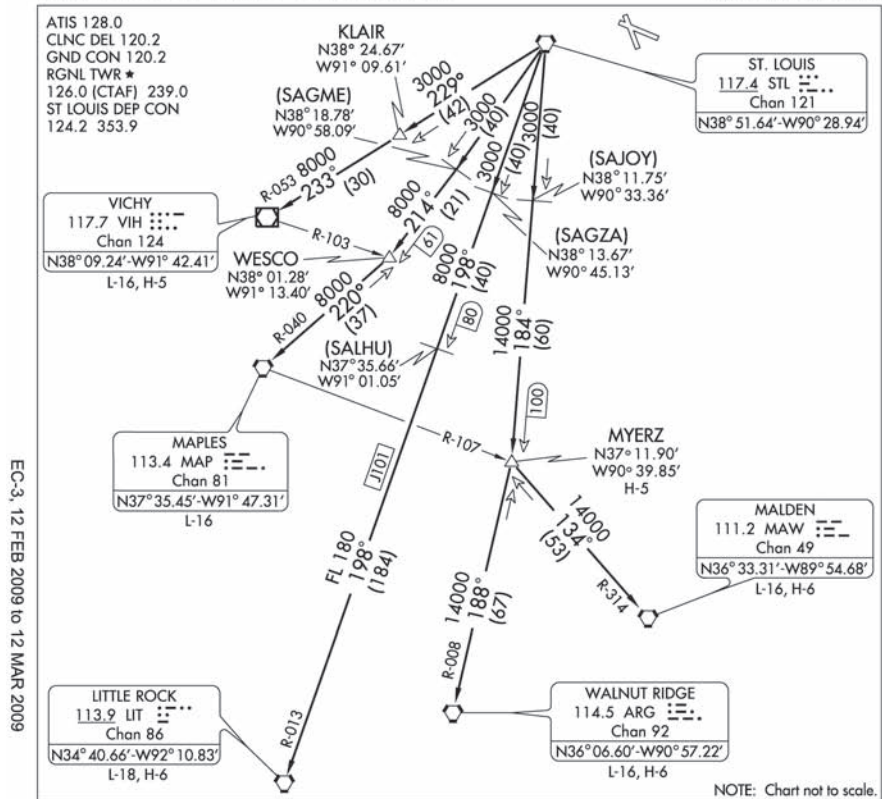 ATIS 128.0
CLNC DEL 120.2
GND CON 120.2
RGNL TWR ★
126.0 (CTAF) 239.0
ST LOUIS DEP CON
124.2 353.9
KLAIR
N38° 24.67'
W91° 09.61'
(SAGME)
N38° 18.78'
W90° 58.09'
3000
229°
(42)
3000
(40)
3000
(40)
3000
(40)
ST. LOUIS
117.4 STL
Chan 121
N38° 51.64'-W90° 28.94'
(SAJOY)
N38° 11.75'
W90° 33.36'
(SAGZA)
N38° 13.67'
W90° 45.13'
R-053 8000
233°
(30)
VICHY
117.7 VIH
Chan 124
N38° 09.24'-W91° 42.41'
L-16, H-5
R-103
8000
214°
(21)
61
WESCO
N38° 01.28'
W91° 13.40'
8000
198°
(40)
14000
184°
(60)
R-040
8000
220°
(37)
80
(SALHU)
N37° 35.66'
W91° 01.05'
100
MAPLES
113.4 MAP
Chan 81
N37° 35.45'-W91° 47.31'
L-16
R-107
MYERZ
N37° 11.90'
W90° 39.85'
H-5
J101
FL 180
198°
(184)
14000
134°
(53)
R-314
MALDEN
111.2 MAW
Chan 49
N36° 33.31'-W89° 54.68'
L-16, H-6
14000
188°
(67)
R-008
WALNUT RIDGE
114.5 ARG
Chan 92
N36° 06.60'-W90° 57.22'
L-16, H-6
LITTLE ROCK
113.9 LIT
Chan 86
N34° 40.66'-W92° 10.83'
L-18, H-6
R-013
NOTE: Chart not to scale.
EC-3, 12 FEB 2009 to 12 MAR 2009